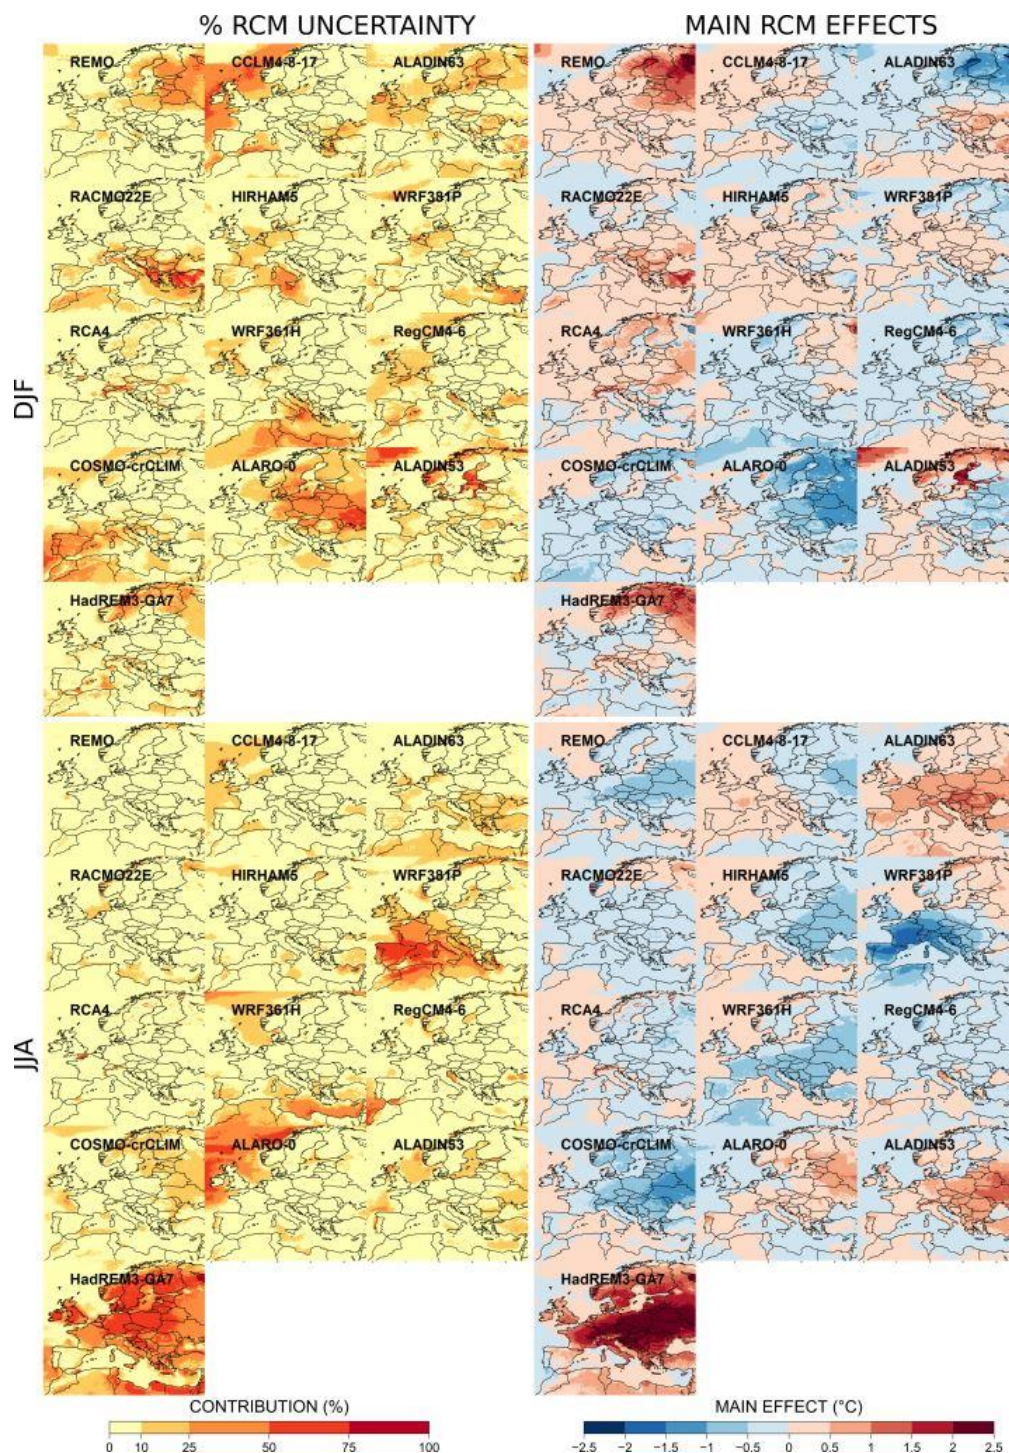 % RCM UNCERTAINTY MAIN RCM EFFECTS
REMO CCLM4-8-17 ALADIN63 REMO CCLM4-8-17 ALADIN63
RACMO22E HIRHAM5 WRF381P RACMO22E HIRHAM5 WRF381P
RCA4 WRF361H RegCM4-6 RCA4 WRF361H RegCM4-6
DJF
COSMO-crCLIM ALARO-0 ALADIN53 COSMO-crCLIM ALARO-0 ALADIN53
HadREM3-GA7 HadREM3-GA7
REMO CCLM4-8-17 ALADIN63 REMO CCLM4-8-17 ALADIN63
RACMO22E HIRHAM5 WRF381P RACMO22E HIRHAM5 WRF381P
RCA4 WRF361H RegCM4-6 RCA4 WRF361H RegCM4-6
JJA
COSMO-crCLIM ALARO-0 ALADIN53 COSMO-crCLIM ALARO-0 ALADIN53
HadREM3-GA7 HadREM3-GA7
CONTRIBUTION (%) MAIN EFFECT (°C)
0 10 25 50 75 100 −2.5 −2 −1.5 −1 −0.5 0 0.5 1 1.5 2 2.5